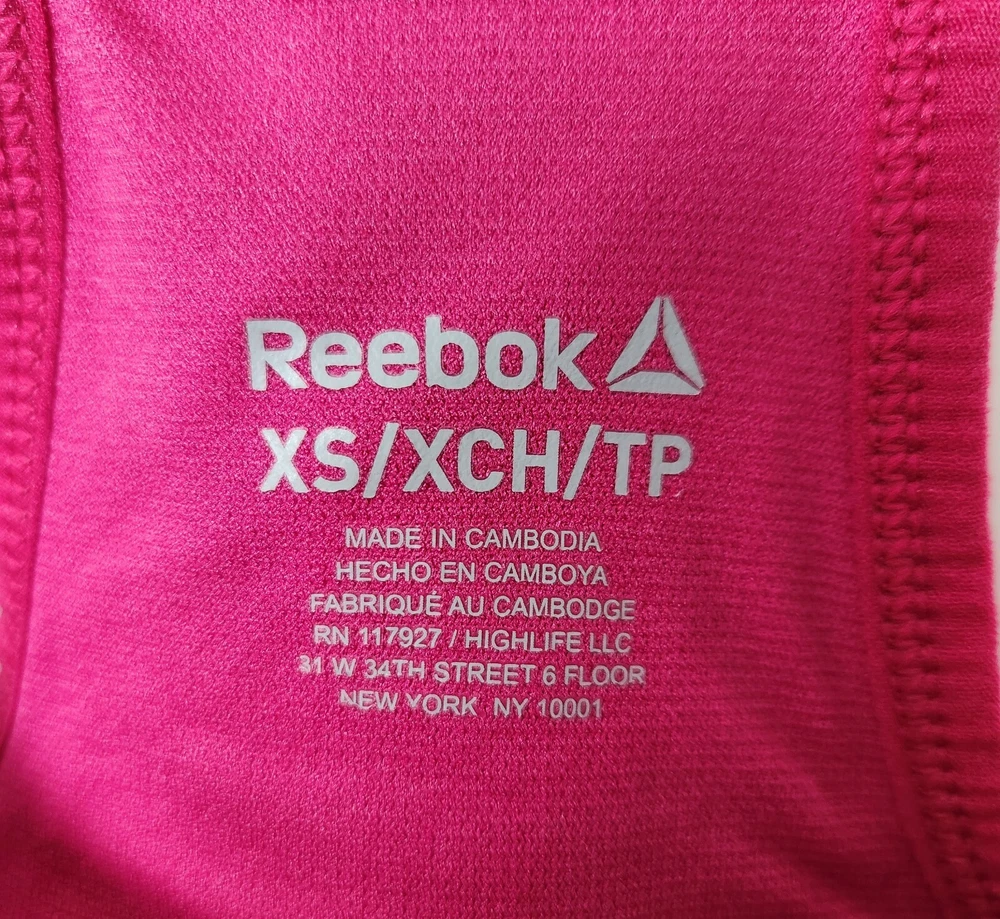 Reebok
XS/XCH/TP
MADE IN CAMBODIA
HECHO EN CAMBOYA
FABRIQUÉ AU CAMBODGE
RN 117927 / HIGHLIFE LLC
31 W 34TH STREET 6 FLOOR
NEW YORK NY 10001